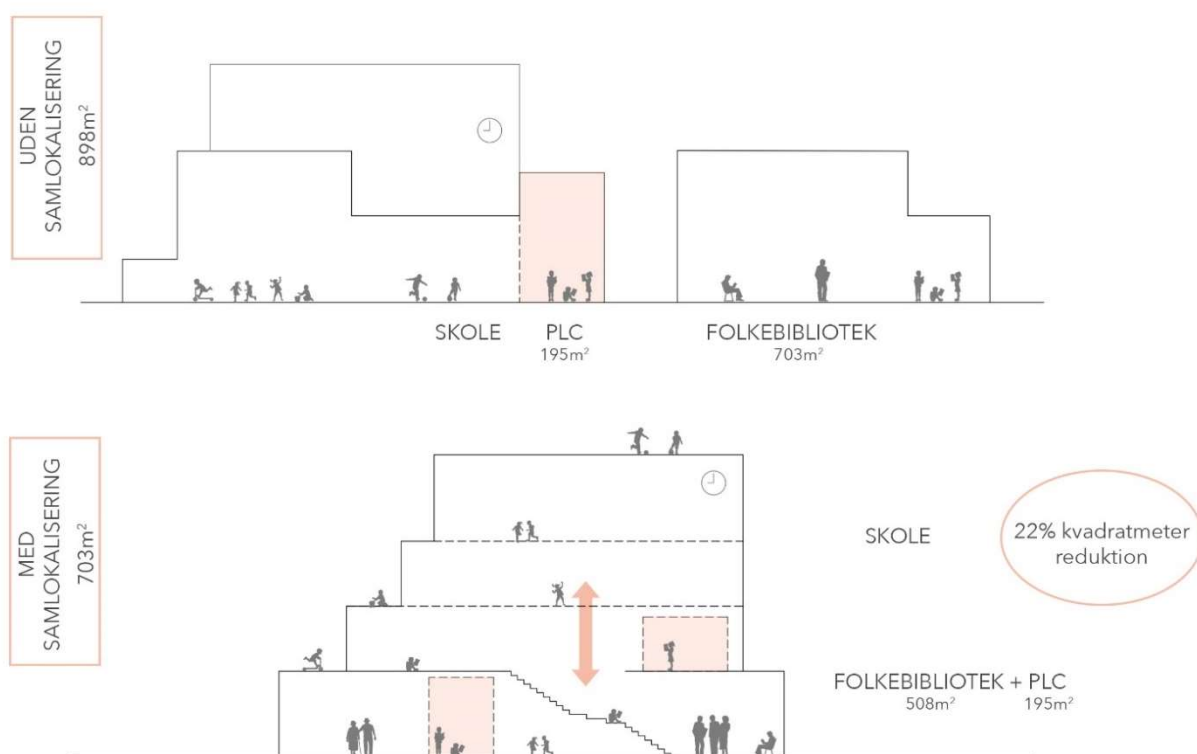 UDEN
SAMLOKALISERING
898m²
SKOLE
PLC
195m²
FOLKEBIBLIOTEK
703m²
MED
SAMLOKALISERING
703m²
SKOLE
22% kvadratmeter
reduktion
FOLKEBIBLIOTEK + PLC
508m² 195m²